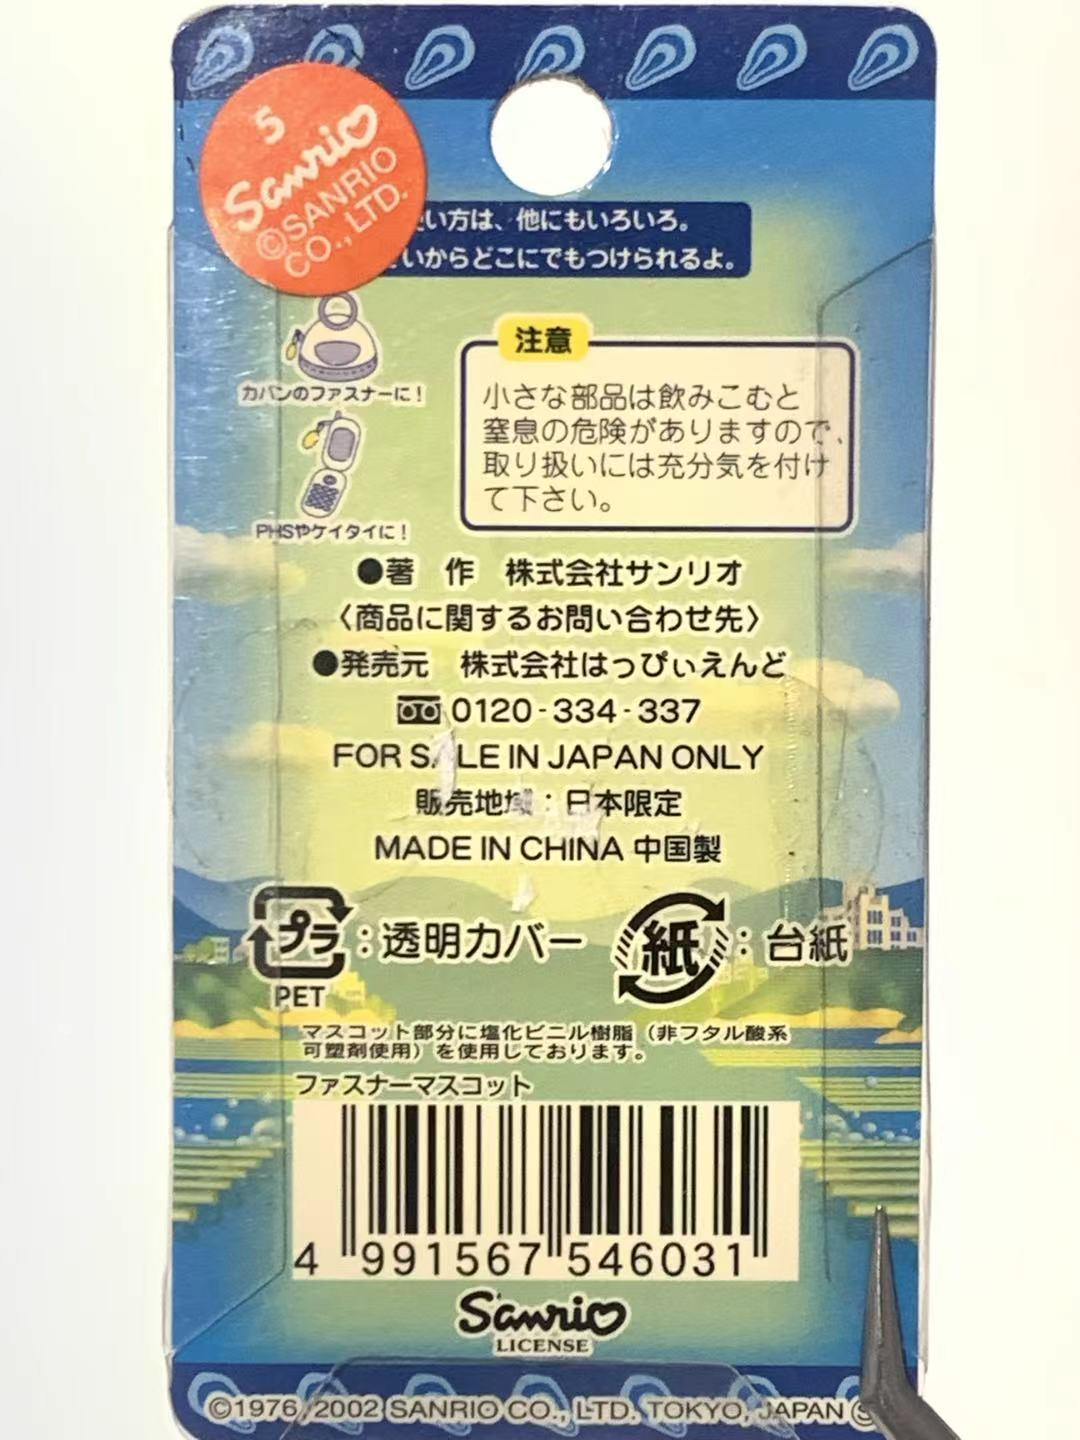 5
Sanrio
©SANRIO
CO.,LTD.
い方は、他にもいろいろ。
いからどこにでもつけられるよ。
カバンのファスナーに！
PHSやケイタイに！
注意
小さな部品は飲みこむと
窒息の危険がありますので、
取り扱いには充分気を付け
て下さい。
●著　作　株式会社サンリオ
〈商品に関するお問い合わせ先〉
●発売元　株式会社はっぴぃえんど
0120-334-337
FOR SALE IN JAPAN ONLY
販売地域：日本限定
MADE IN CHINA 中国製
プラ：透明カバー
PET
紙：台紙
マスコット部分に塩化ビニル樹脂（非フタル酸系
可塑剤使用）を使用しております。
ファスナーマスコット
4 991567 546031
Sanrio
LICENSE
©1976, 2002 SANRIO CO., LTD. TOKYO, JAPAN